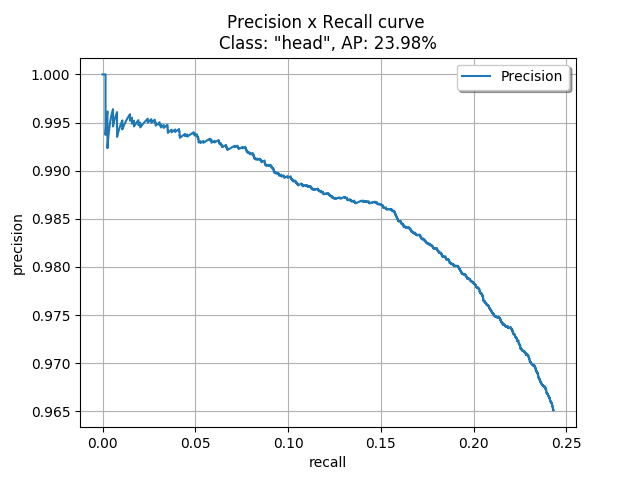 Precision x Recall curve
Class: "head", AP: 23.98%
Precision
1.000
0.995
0.990
0.985
0.980
0.975
0.970
0.965
precision
0.00 0.05 0.10 0.15 0.20 0.25
recall